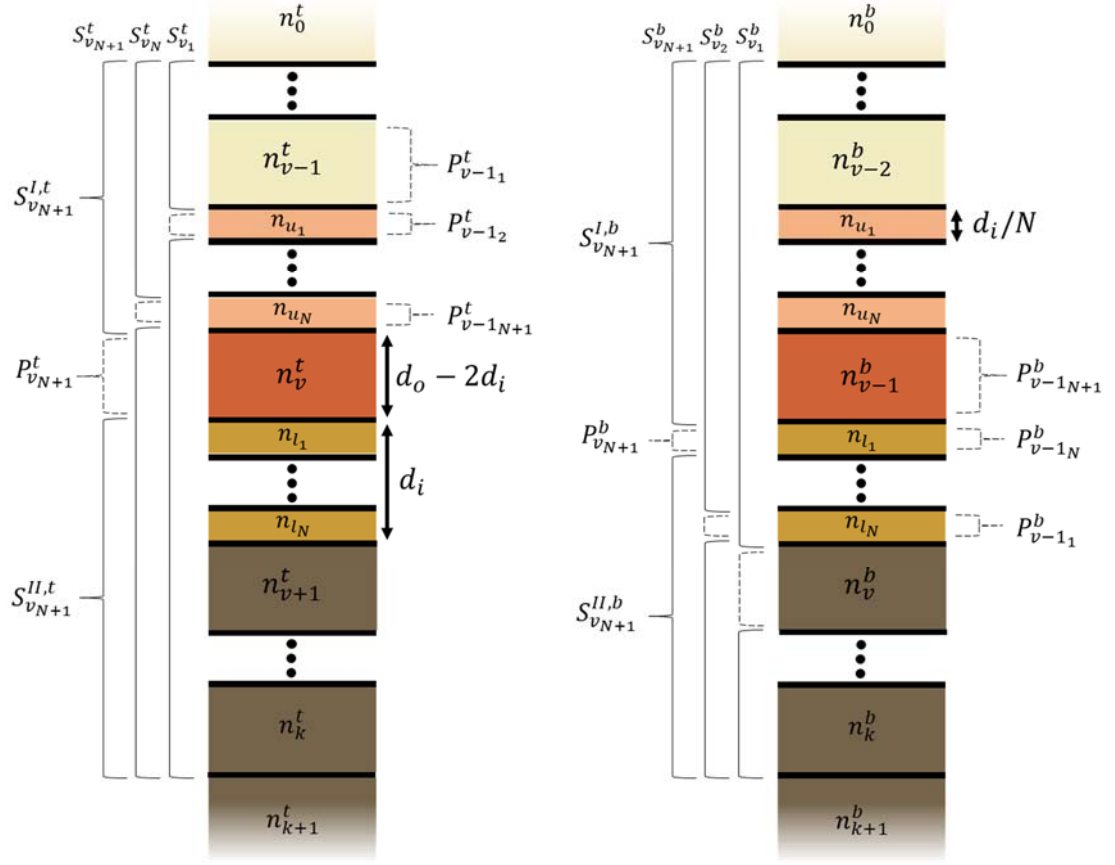 S^t_{v_{N+1}} S^t_{v_N} S^t_{v_1}
n^t_0
n^t_{v-1}
P^t_{v-1_1}
S^{I,t}_{v_{N+1}}
n_{u_1}
P^t_{v-1_2}
n_{u_N}
P^t_{v-1_{N+1}}
P^t_{v_{N+1}}
n^t_v
d_o − 2d_i
n_{l_1}
d_i
n_{l_N}
S^{II,t}_{v_{N+1}}
n^t_{v+1}
n^t_k
n^t_{k+1}
S^b_{v_{N+1}} S^b_{v_2} S^b_{v_1}
n^b_0
n^b_{v-2}
S^{I,b}_{v_{N+1}}
n_{u_1}
d_i/N
n_{u_N}
n^b_{v-1}
P^b_{v-1_{N+1}}
P^b_{v_{N+1}}
n_{l_1}
P^b_{v-1_N}
n_{l_N}
P^b_{v-1_1}
S^{II,b}_{v_{N+1}}
n^b_v
n^b_k
n^b_{k+1}